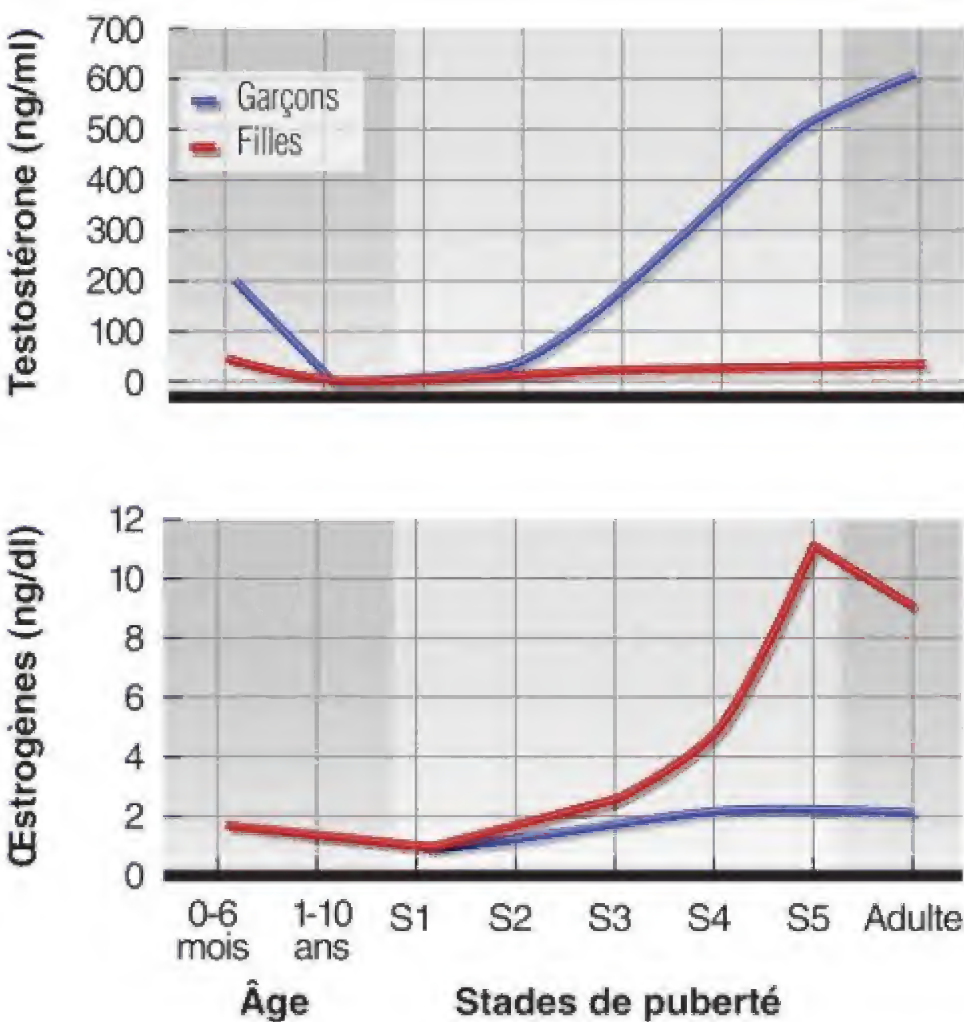 Testostérone (ng/ml)
700
600
500
400
300
200
100
0
Garçons
Filles
Œstrogènes (ng/dl)
12
10
8
6
4
2
0
0-6 mois
1-10 ans
S1
S2
S3
S4
S5
Adulte
Âge
Stades de puberté